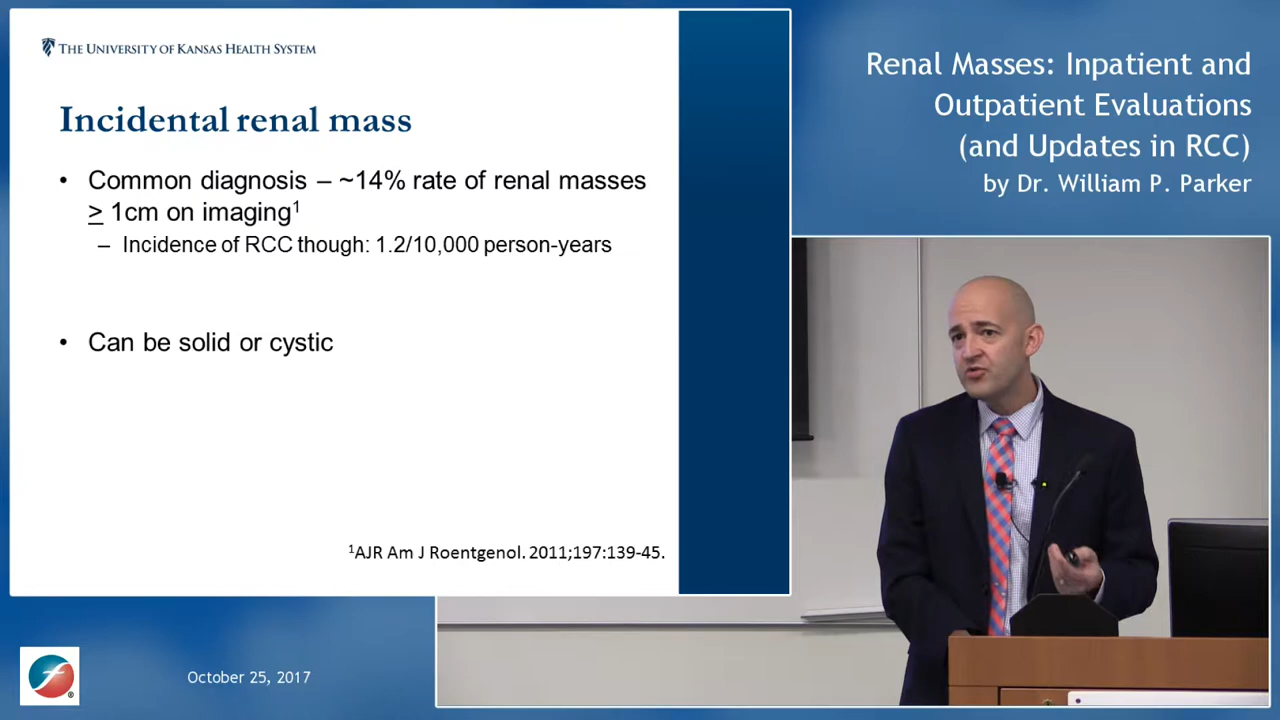 THE UNIVERSITY OF KANSAS HEALTH SYSTEM
Incidental renal mass
• Common diagnosis – ~14% rate of renal masses
≥ 1cm on imaging¹
– Incidence of RCC though: 1.2/10,000 person-years
• Can be solid or cystic
¹AJR Am J Roentgenol. 2011;197:139-45.
Renal Masses: Inpatient and
Outpatient Evaluations
(and Updates in RCC)
by Dr. William P. Parker
October 25, 2017